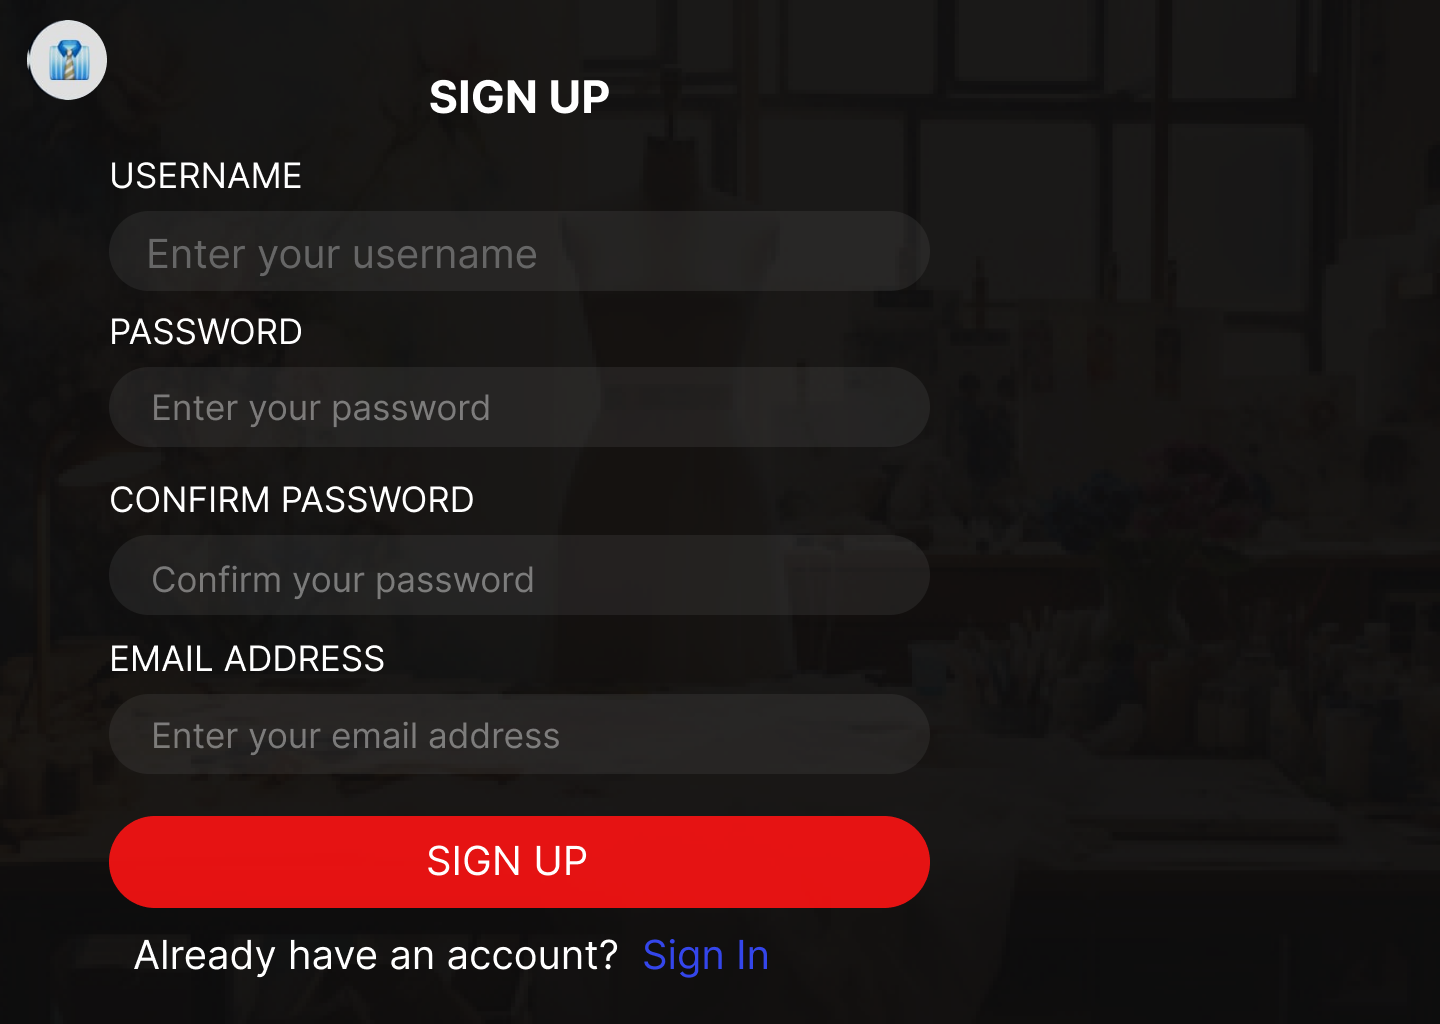 SIGN UP
USERNAME
Enter your username
PASSWORD
Enter your password
CONFIRM PASSWORD
Confirm your password
EMAIL ADDRESS
Enter your email address
SIGN UP
Already have an account? Sign In